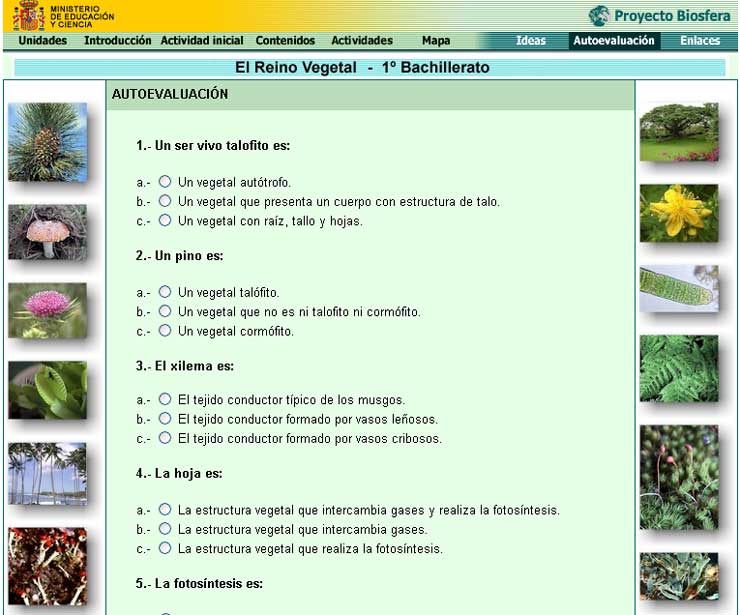 MINISTERIO
DE EDUCACIÓN
Y CIENCIA
Proyecto Biosfera
Unidades Introducción Actividad inicial Contenidos Actividades Mapa Ideas Autoevaluación Enlaces
El Reino Vegetal - 1º Bachillerato
AUTOEVALUACIÓN
1.- Un ser vivo talofito es:
a.- Un vegetal autótrofo.
b.- Un vegetal que presenta un cuerpo con estructura de talo.
c.- Un vegetal con raíz, tallo y hojas.
2.- Un pino es:
a.- Un vegetal talófito.
b.- Un vegetal que no es ni talofito ni cormófito.
c.- Un vegetal cormófito.
3.- El xilema es:
a.- El tejido conductor típico de los musgos.
b.- El tejido conductor formado por vasos leñosos.
c.- El tejido conductor formado por vasos cribosos.
4.- La hoja es:
a.- La estructura vegetal que intercambia gases y realiza la fotosíntesis.
b.- La estructura vegetal que intercambia gases.
c.- La estructura vegetal que realiza la fotosíntesis.
5.- La fotosíntesis es: